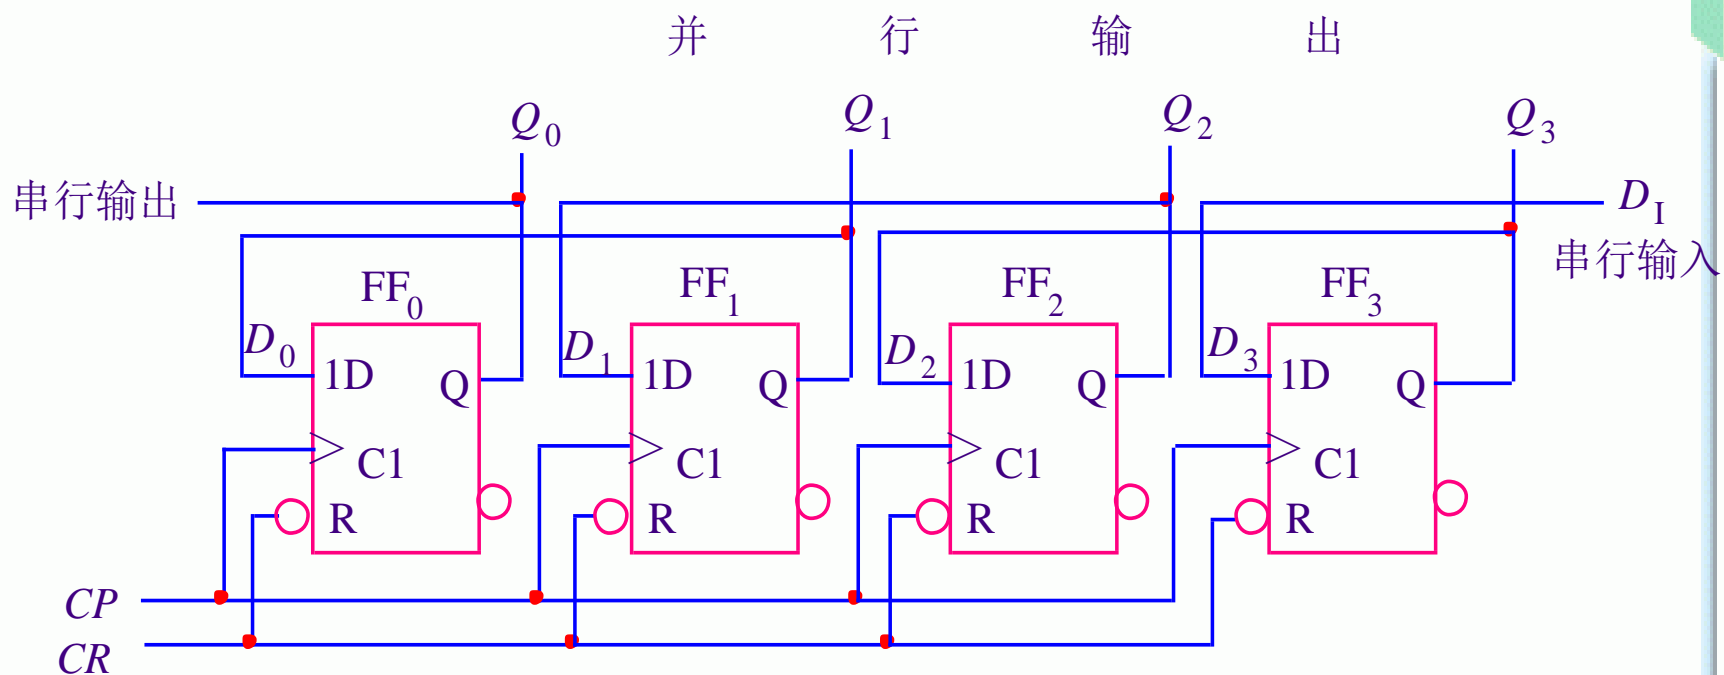 并 行 输 出
Q0 Q1 Q2 Q3
串行输出
DI
串行输入
FF0 FF1 FF2 FF3
D0 D1 D2 D3
1D Q 1D Q 1D Q 1D Q
C1 C1 C1 C1
R R R R
CP
CR